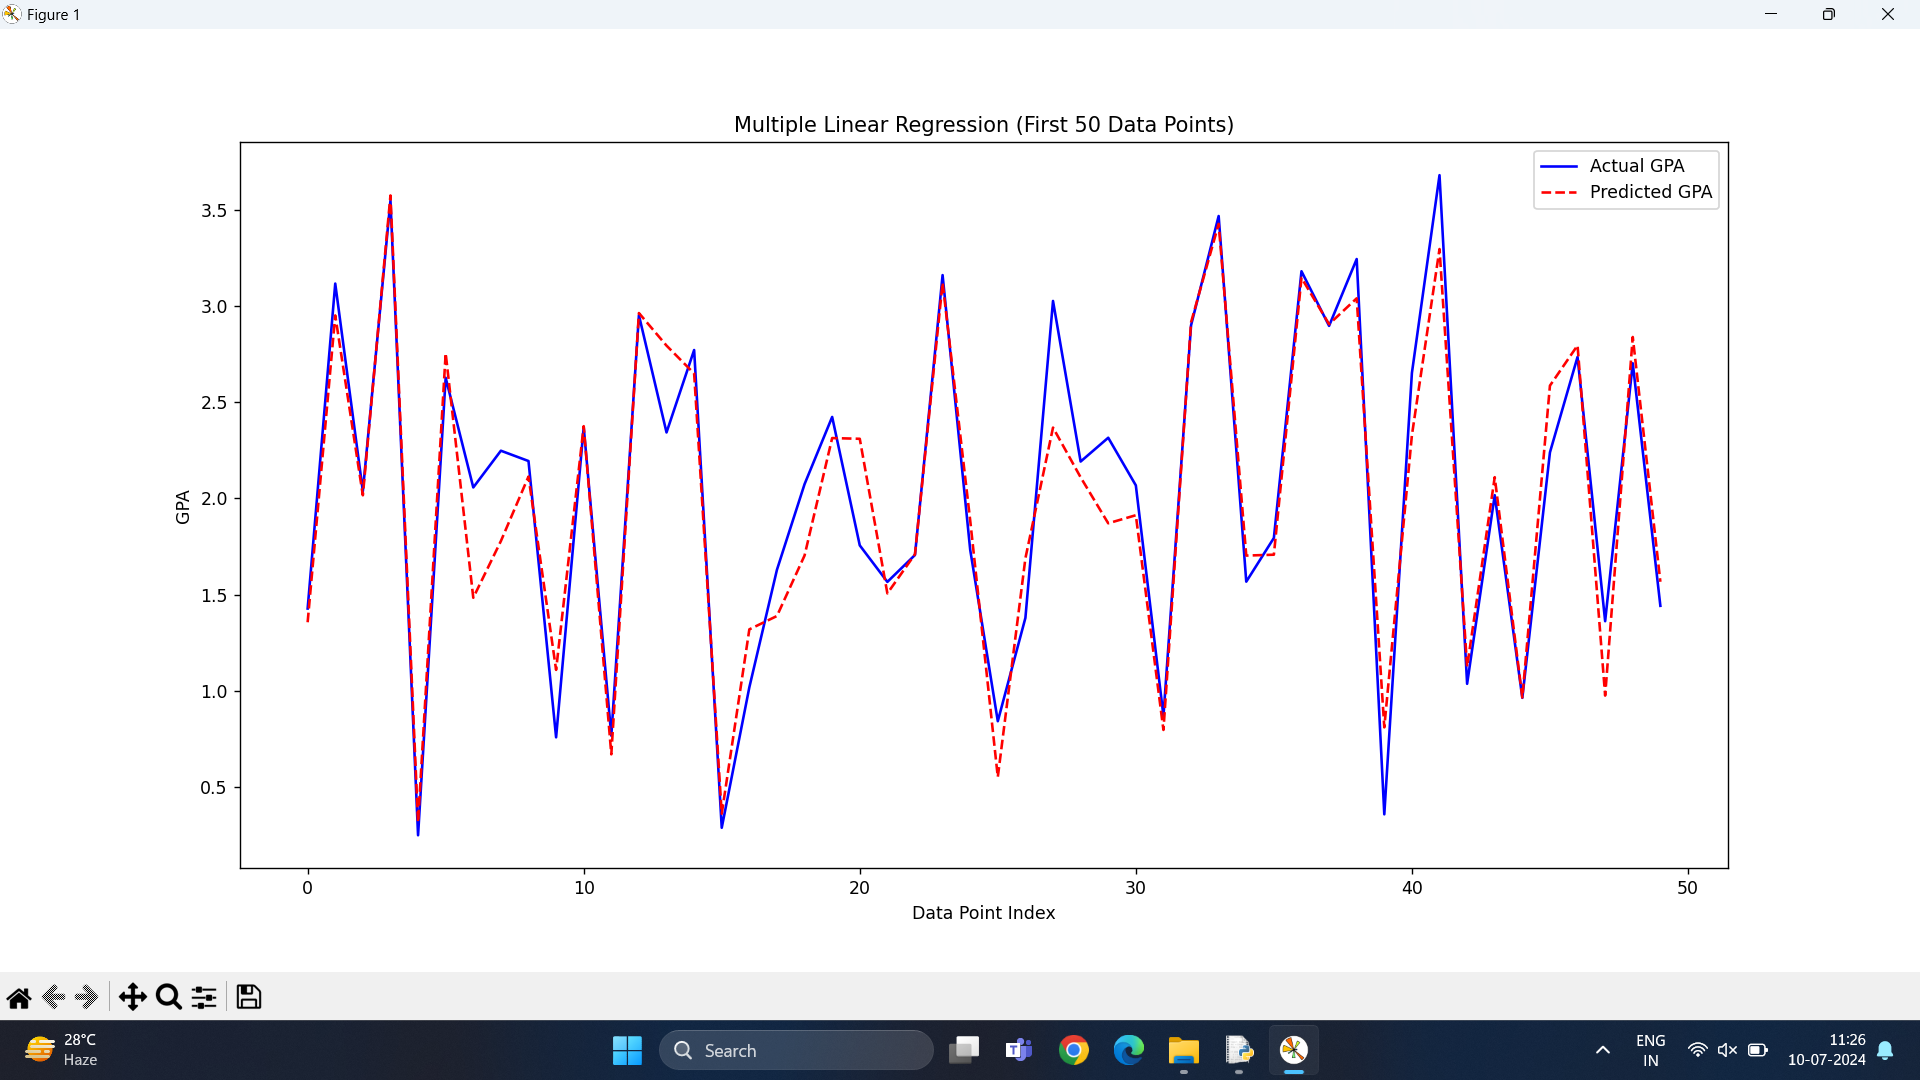 Figure 1
Multiple Linear Regression (First 50 Data Points)
Actual GPA
Predicted GPA
3.5
3.0
2.5
2.0
1.5
1.0
0.5
GPA
0 10 20 30 40 50
Data Point Index
28°C
Haze
Search
ENG
IN
11:26
10-07-2024